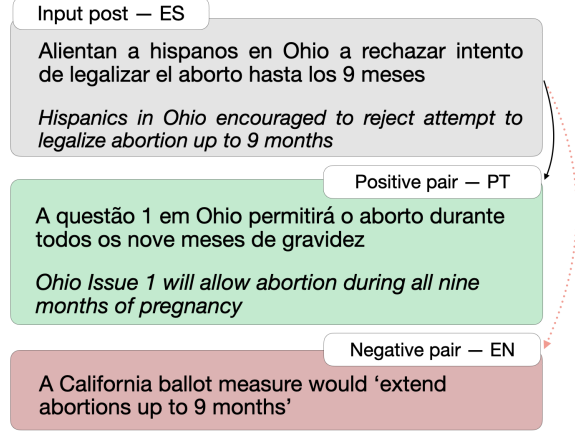 Input post — ES
Alientan a hispanos en Ohio a rechazar intento
de legalizar el aborto hasta los 9 meses
Hispanics in Ohio encouraged to reject attempt to
legalize abortion up to 9 months
Positive pair — PT
A questão 1 em Ohio permitirá o aborto durante
todos os nove meses de gravidez
Ohio Issue 1 will allow abortion during all nine
months of pregnancy
Negative pair — EN
A California ballot measure would ‘extend
abortions up to 9 months’